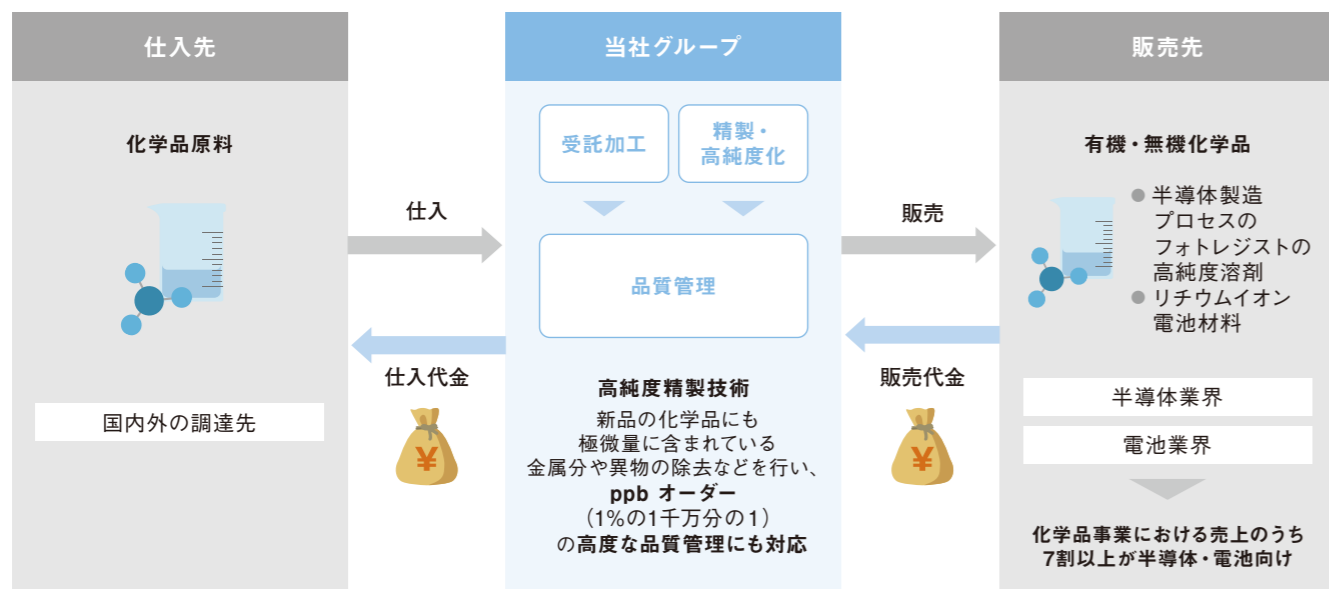 仕入先
化学品原料
国内外の調達先
仕入
仕入代金
¥
当社グループ
受託加工
精製・
高純度化
品質管理
高純度精製技術
新品の化学品にも
極微量に含まれている
金属分や異物の除去などを行い、
ppb オーダー
（1%の1千万分の1）
の高度な品質管理にも対応
販売
販売代金
¥
販売先
有機・無機化学品
● 半導体製造
プロセスの
フォトレジストの
高純度溶剤
● リチウムイオン
電池材料
半導体業界
電池業界
化学品事業における売上のうち
7割以上が半導体・電池向け